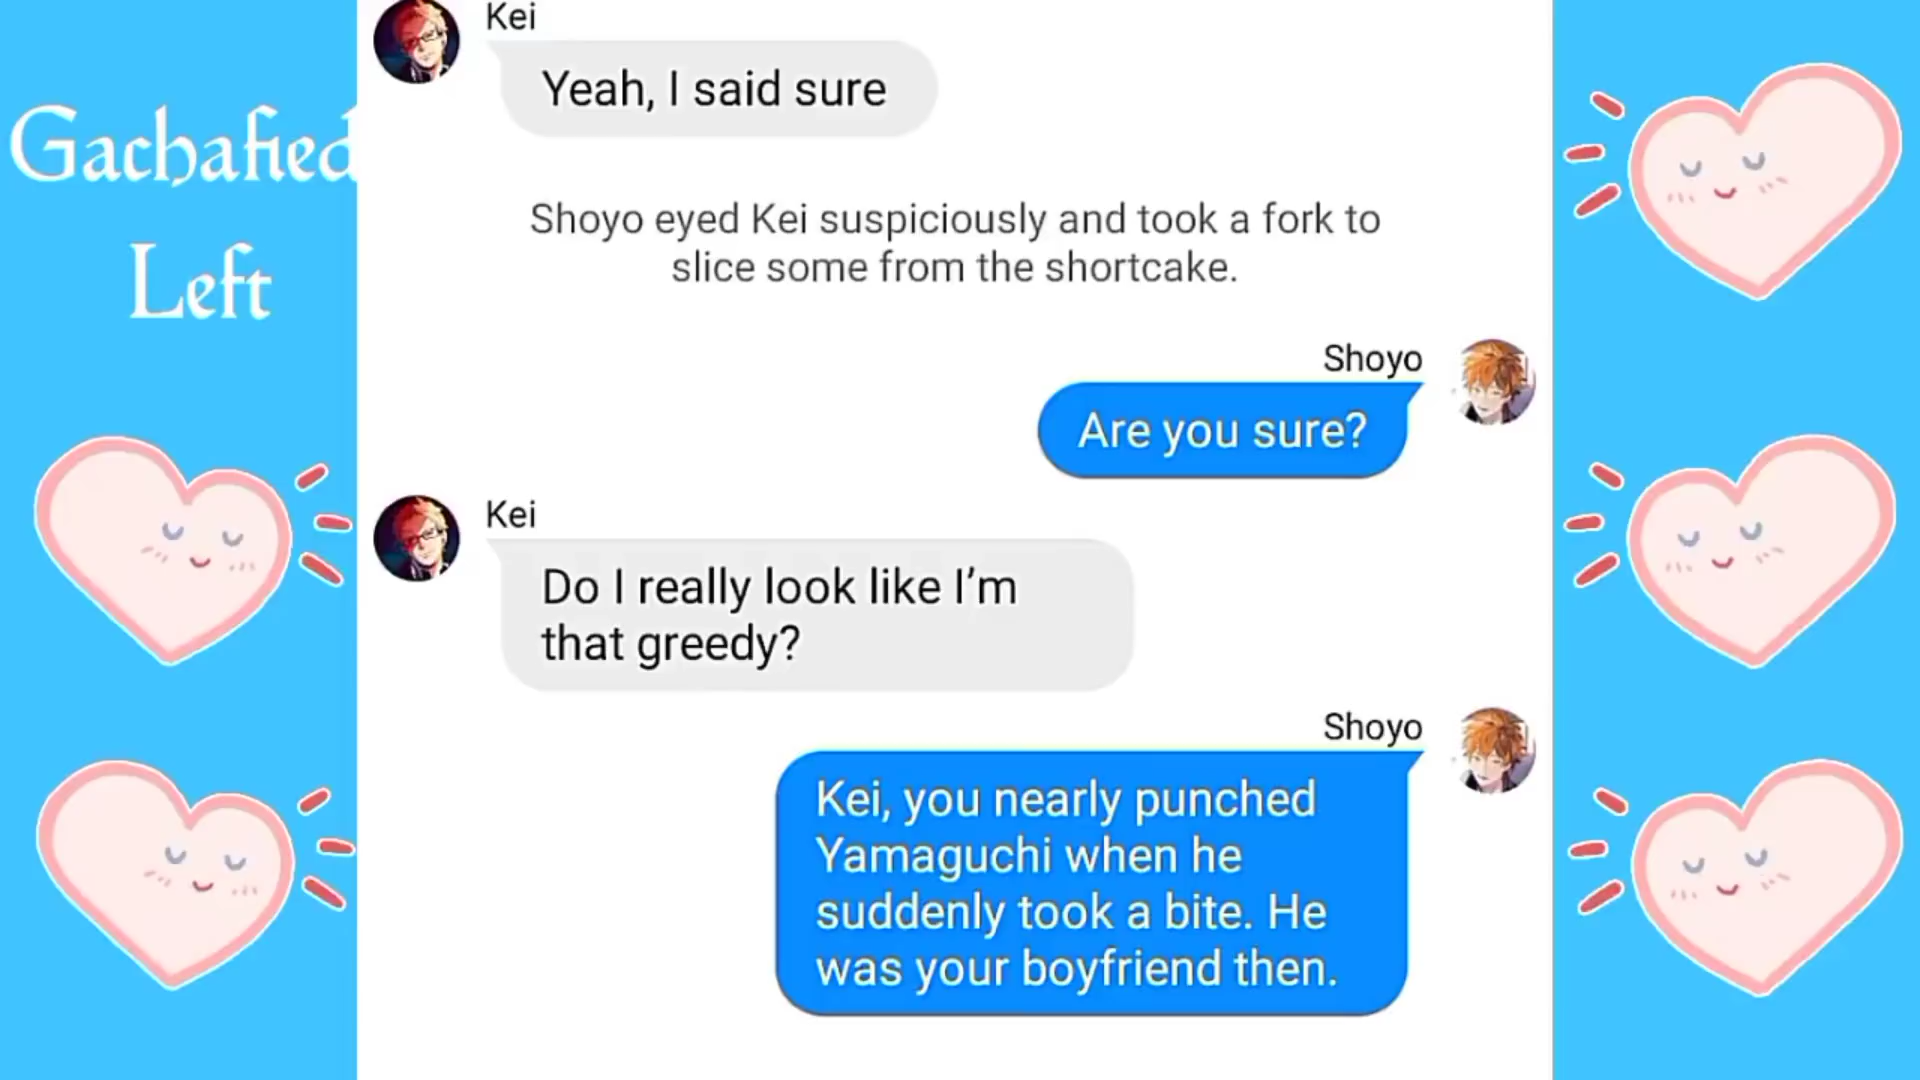 Gachafied
Left
Kei
Yeah, I said sure
Shoyo eyed Kei suspiciously and took a fork to
slice some from the shortcake.
Shoyo
Are you sure?
Kei
Do I really look like I’m
that greedy?
Shoyo
Kei, you nearly punched
Yamaguchi when he
suddenly took a bite. He
was your boyfriend then.